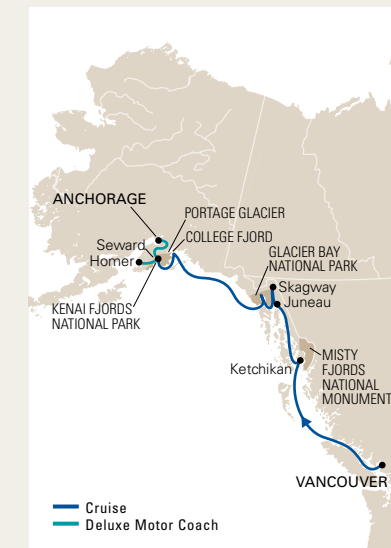 ANCHORAGE
PORTAGE GLACIER
COLLEGE FJORD
Seward
Homer
GLACIER BAY
NATIONAL PARK
Skagway
Juneau
KENAI FJORDS
NATIONAL PARK
Ketchikan
MISTY
FJORDS
NATIONAL
MONUMENT
VANCOUVER
Cruise
Deluxe Motor Coach